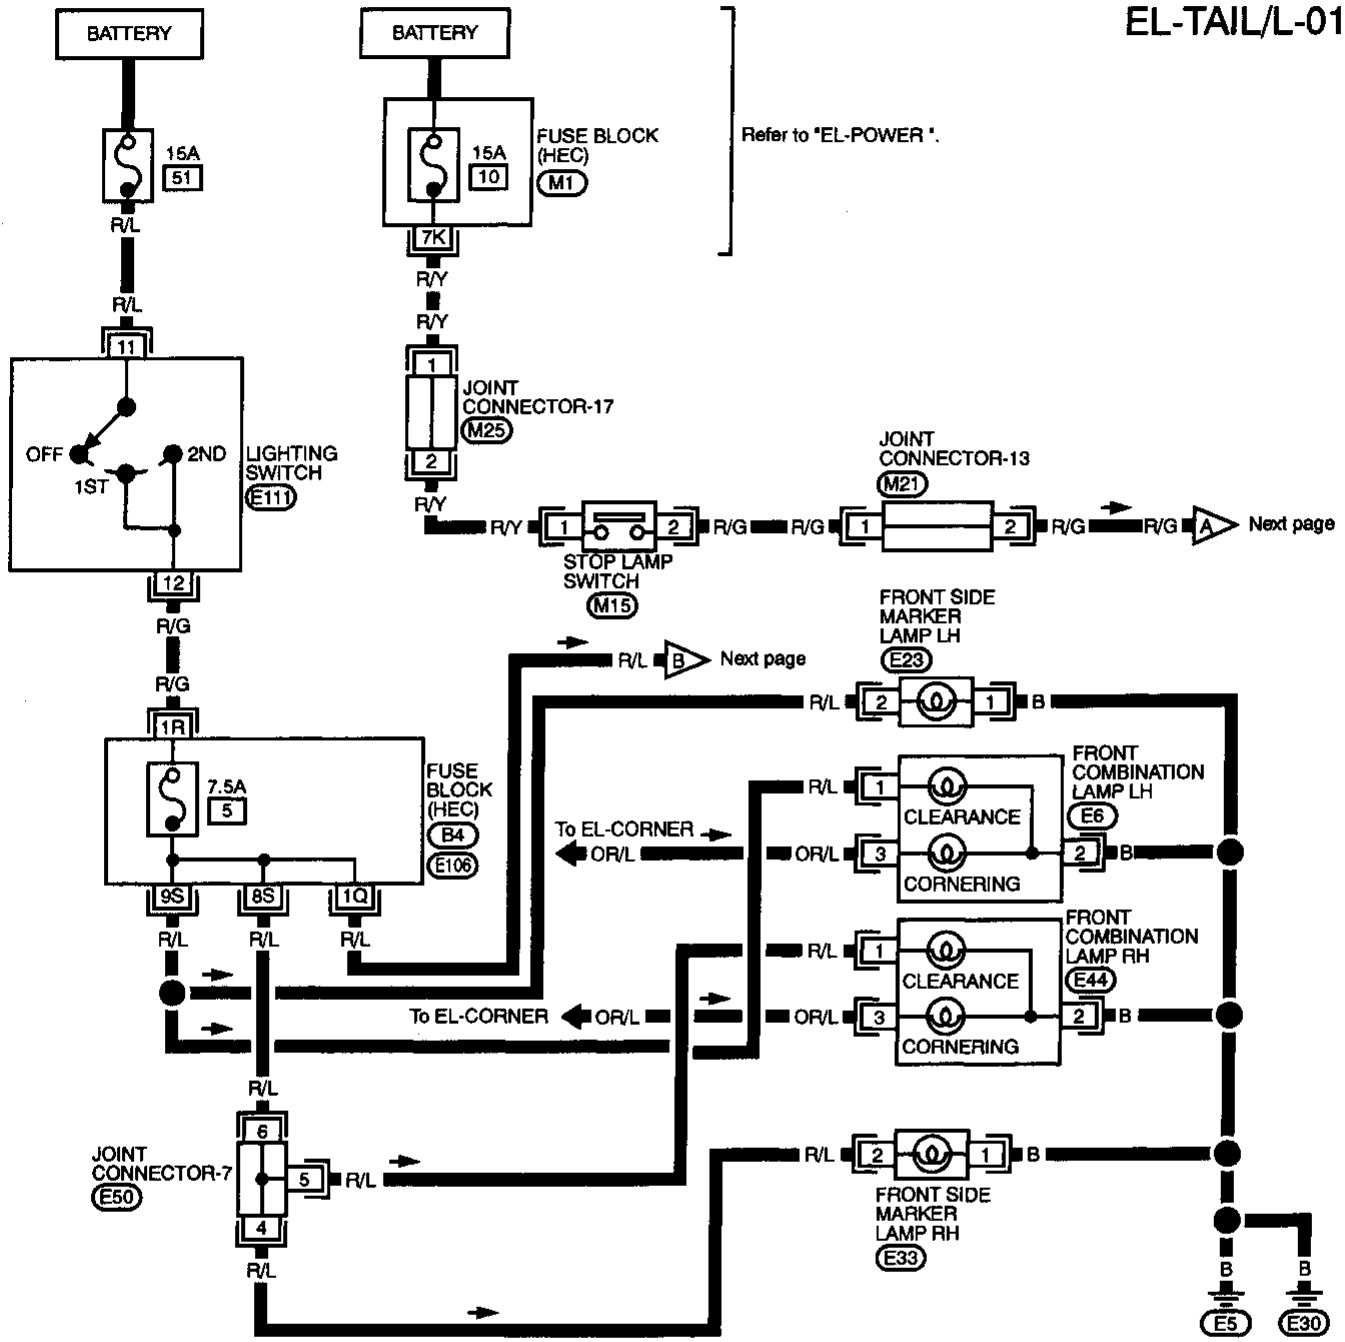 EL-TAIL/L-01
BATTERY
BATTERY
15A
51
R/L
R/L
11
FUSE BLOCK
(HEC)
M1
15A
10
7K
R/Y
R/Y
Refer to "EL-POWER ".
1
JOINT
CONNECTOR-17
M25
2
R/Y
OFF
1ST
2ND
LIGHTING
SWITCH
E111
12
R/G
R/G
1R
R/Y
1
2
STOP LAMP
SWITCH
M15
R/G
R/G
JOINT
CONNECTOR-13
M21
1
2
R/G
R/G
A
Next page
R/L
B
Next page
FRONT SIDE
MARKER
LAMP LH
E23
R/L
2
1
B
7.5A
5
FUSE
BLOCK
(HEC)
B4
E106
9S
8S
1Q
R/L
R/L
R/L
R/L
1
CLEARANCE
FRONT
COMBINATION
LAMP LH
E6
To EL-CORNER
OR/L
OR/L
3
CORNERING
2
B
R/L
1
CLEARANCE
FRONT
COMBINATION
LAMP RH
E44
To EL-CORNER
OR/L
OR/L
3
CORNERING
2
B
R/L
6
JOINT
CONNECTOR-7
E50
5
R/L
4
R/L
R/L
2
1
B
FRONT SIDE
MARKER
LAMP RH
E33
B
B
E5
E30